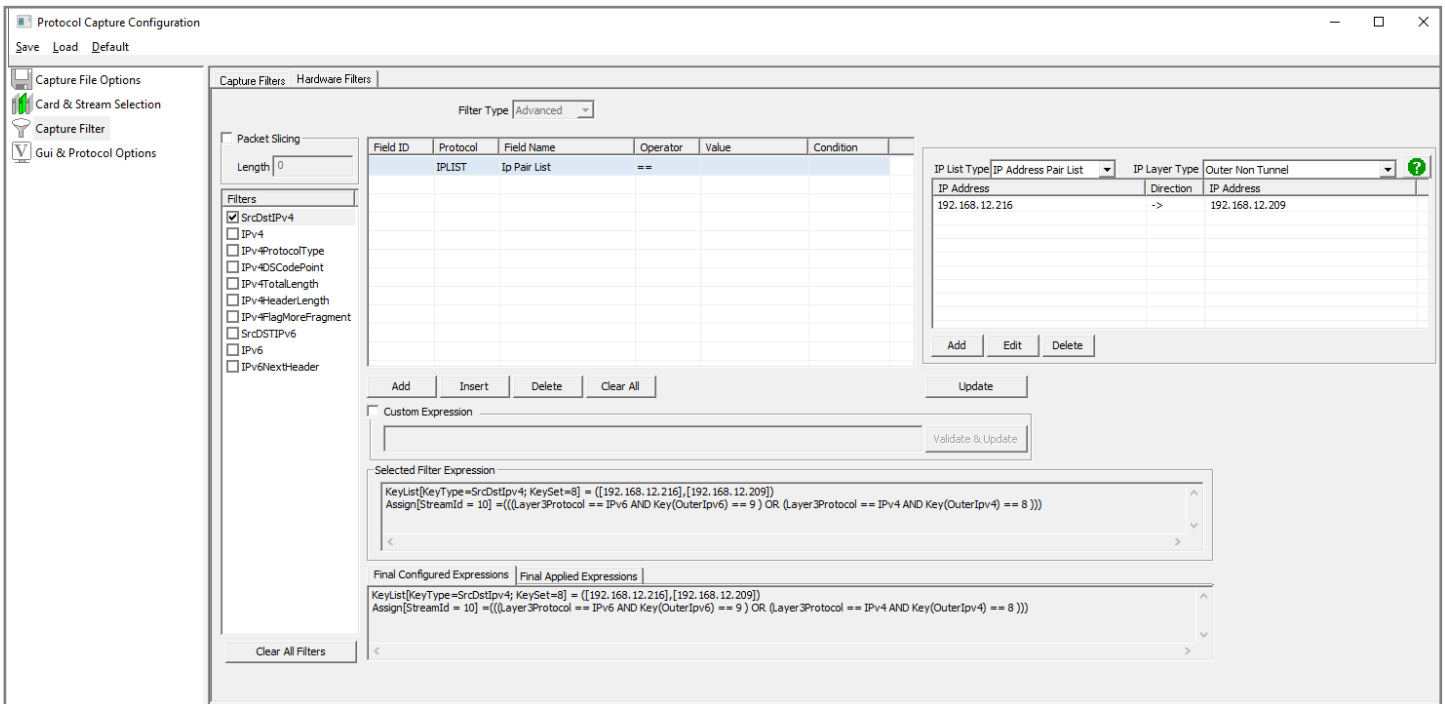 Protocol Capture Configuration
Save Load Default
Capture File Options
Card & Stream Selection
Capture Filter
Gui & Protocol Options
Capture Filters Hardware Filters
Filter Type Advanced
Packet Slicing
Length 0
Filters
SrcDstIPv4
IPv4
IPv4ProtocolType
IPv4DSCodePoint
IPv4TotalLength
IPv4HeaderLength
IPv4FlagMoreFragment
SrcDSTIPv6
IPv6
IPv6NextHeader
Clear All Filters
Field ID Protocol Field Name Operator Value Condition
IPLIST Ip Pair List ==
Add Insert Delete Clear All
IP List Type IP Address Pair List IP Layer Type Outer Non Tunnel ?
IP Address Direction IP Address
192.168.12.216 -> 192.168.12.209
Add Edit Delete
Update
Custom Expression
Validate & Update
Selected Filter Expression
KeyList[KeyType=SrcDstIpv4; KeySet=8] = ([192.168.12.216],[192.168.12.209])
Assign[StreamId = 10] =(((Layer3Protocol == IPv6 AND Key(OuterIpv6) == 9 ) OR (Layer3Protocol == IPv4 AND Key(OuterIpv4) == 8 )))
Final Configured Expressions Final Applied Expressions
KeyList[KeyType=SrcDstIpv4; KeySet=8] = ([192.168.12.216],[192.168.12.209])
Assign[StreamId = 10] =(((Layer3Protocol == IPv6 AND Key(OuterIpv6) == 9 ) OR (Layer3Protocol == IPv4 AND Key(OuterIpv4) == 8 )))